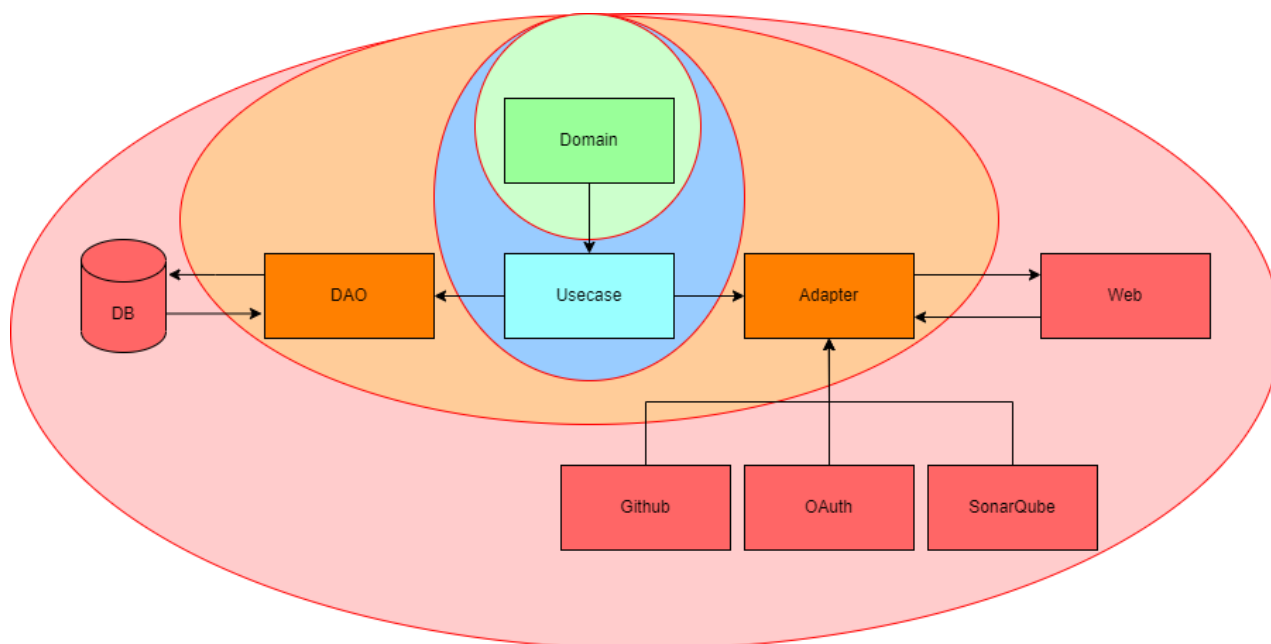 Domain
DB
DAO
Usecase
Adapter
Web
Github
OAuth
SonarQube